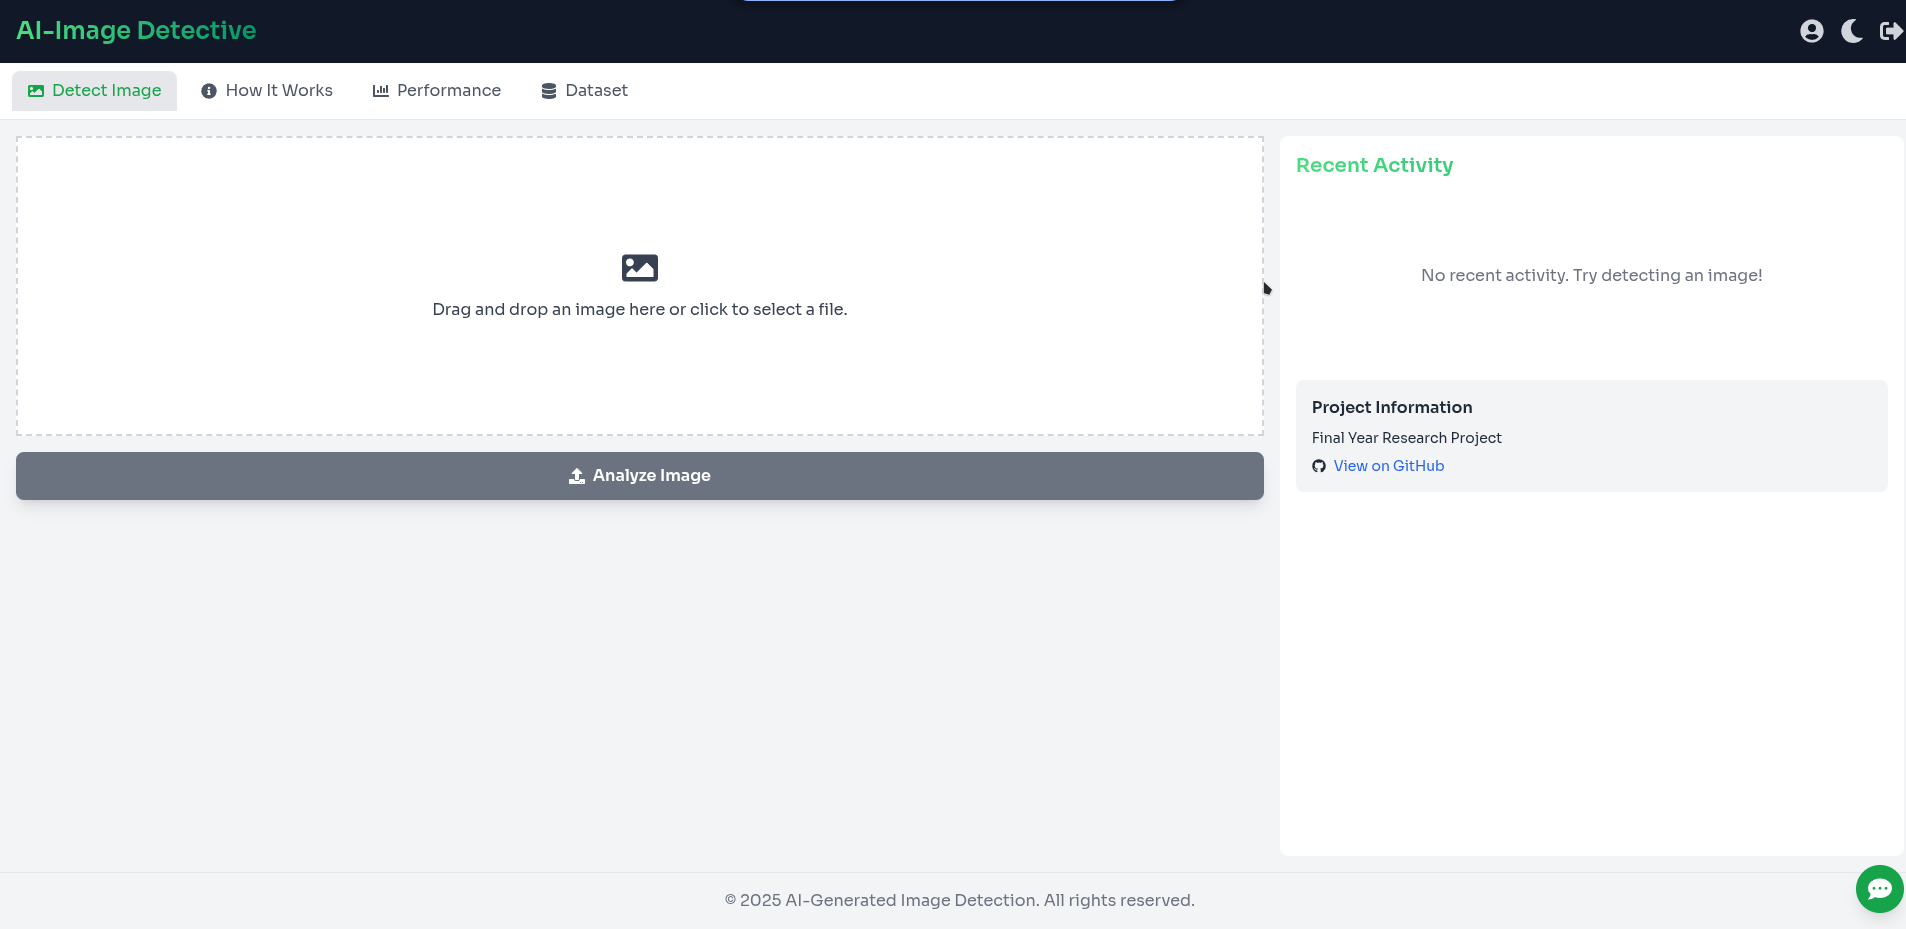 AI-Image Detective
Detect Image
How It Works
Performance
Dataset
Drag and drop an image here or click to select a file.
Analyze Image
Recent Activity
No recent activity. Try detecting an image!
Project Information
Final Year Research Project
View on GitHub
© 2025 AI-Generated Image Detection. All rights reserved.